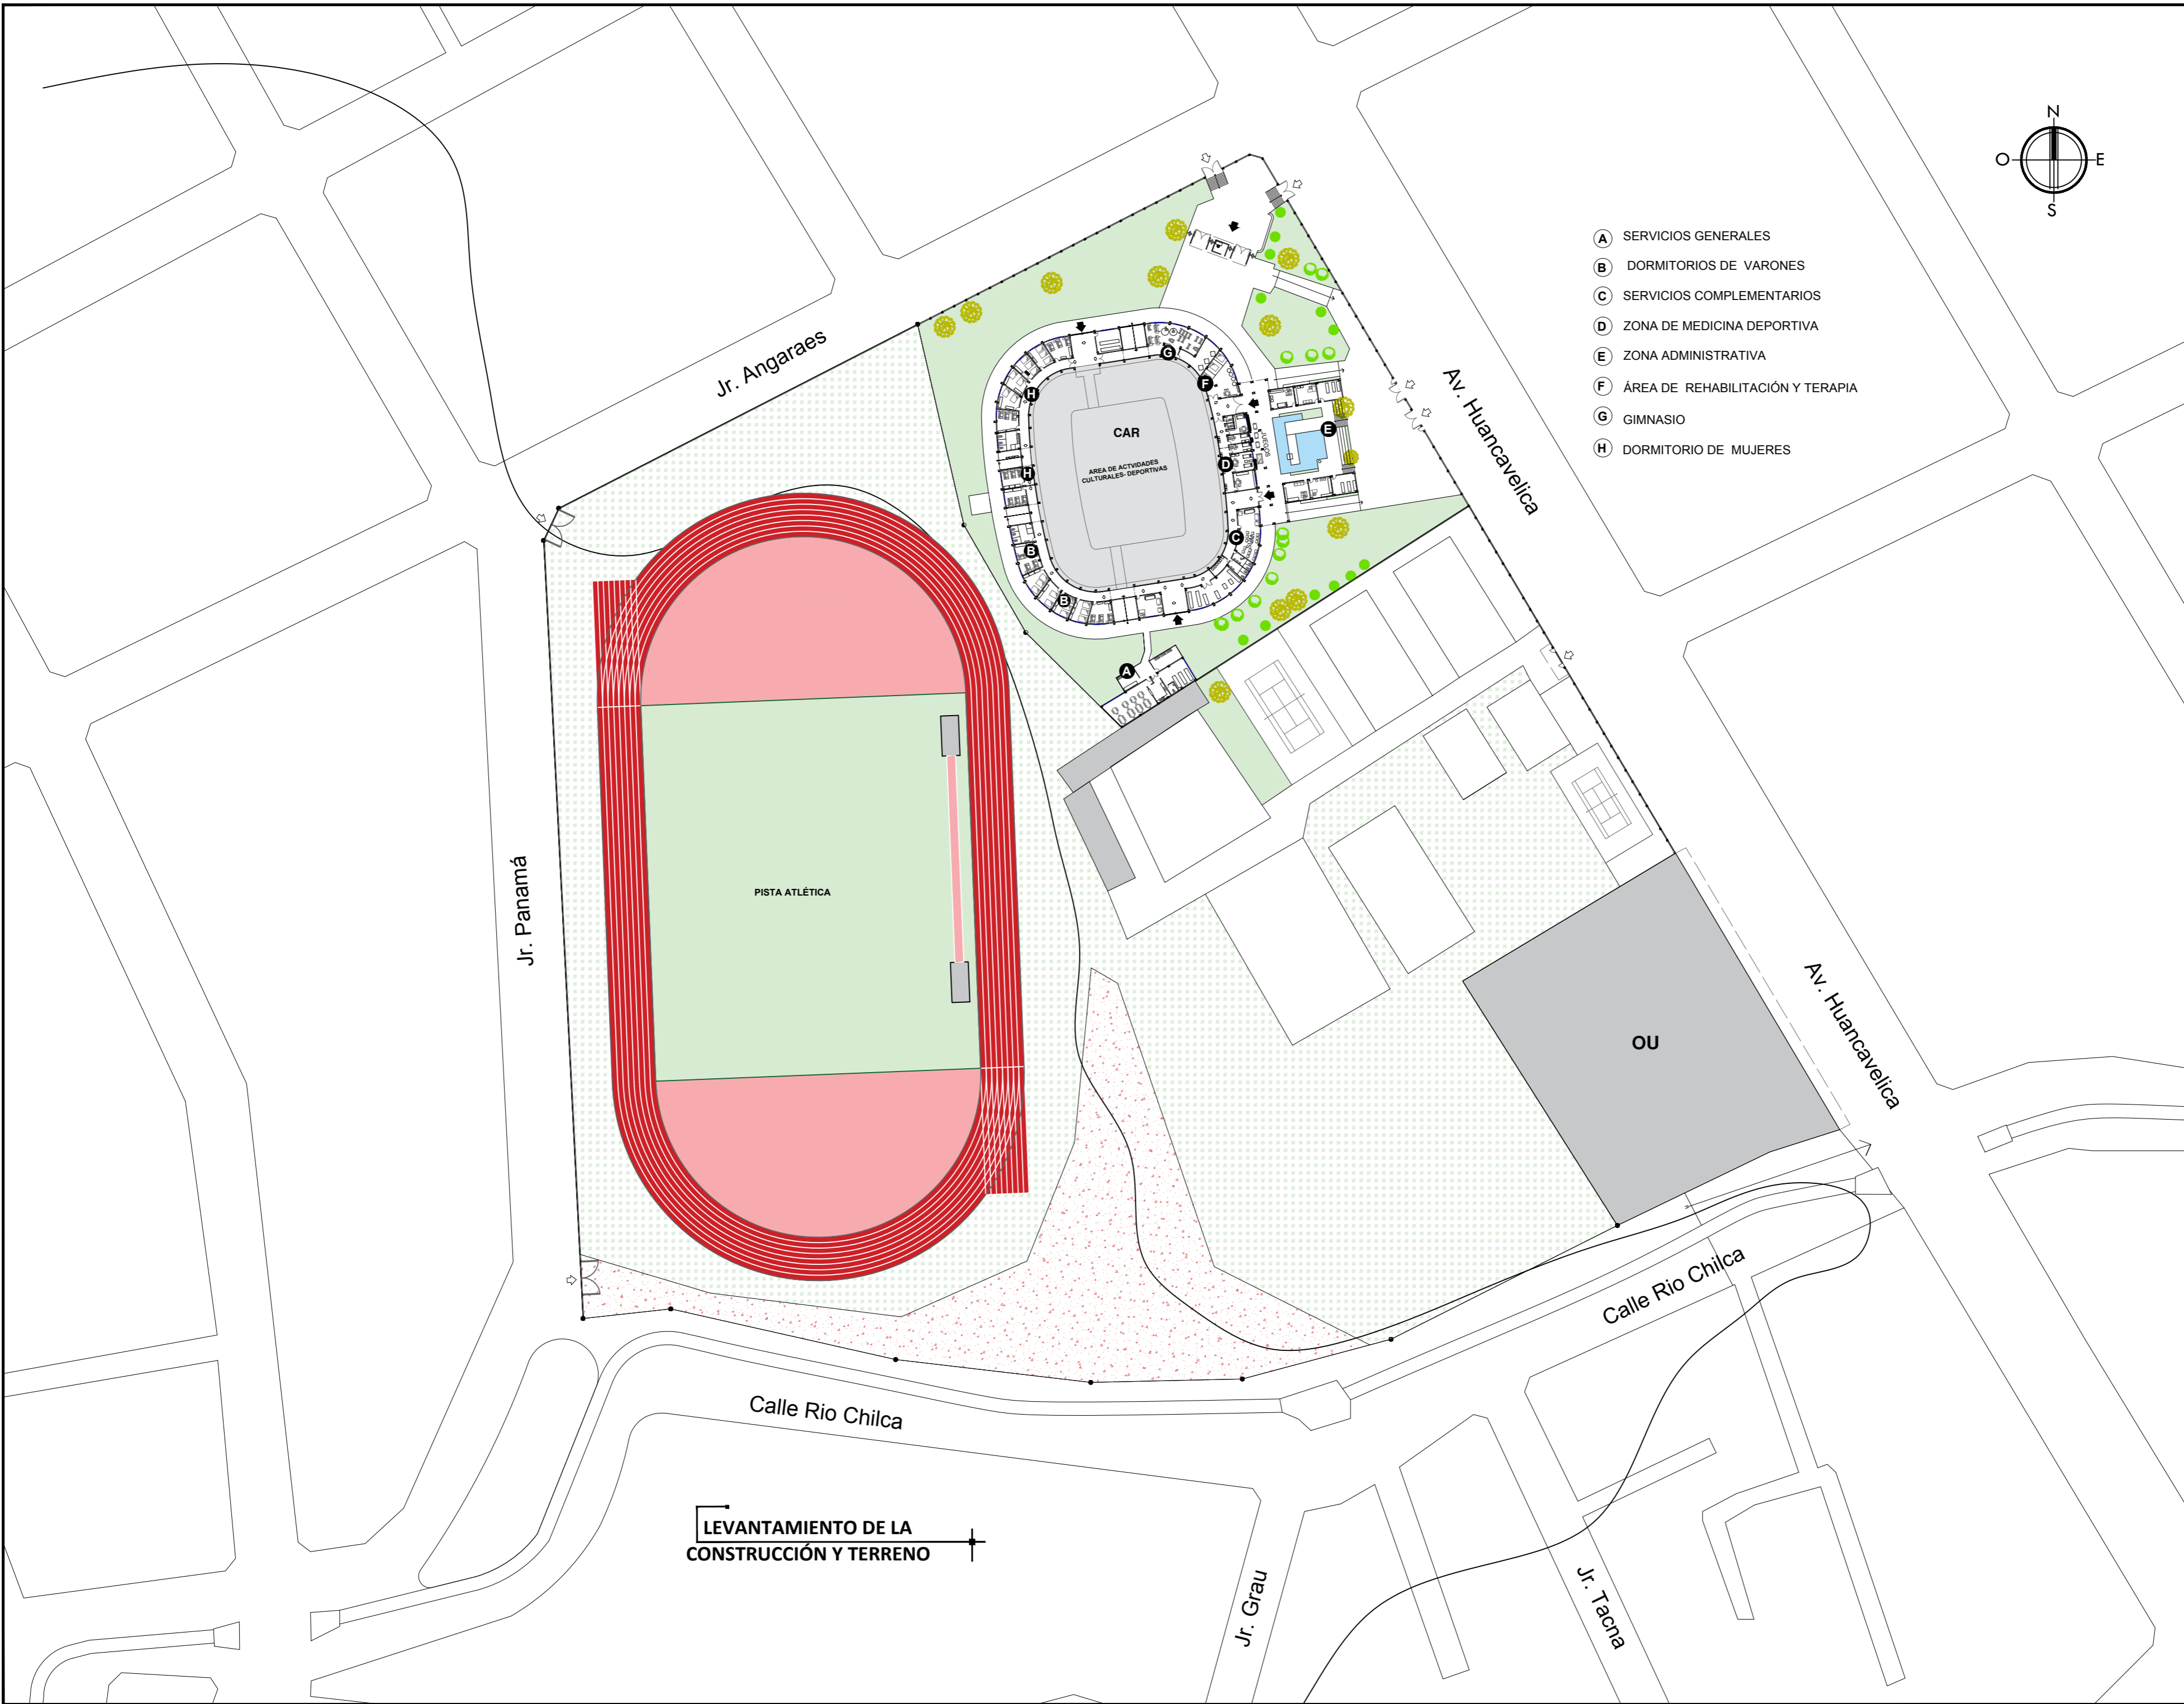 N
O
E
S
A SERVICIOS GENERALES
B DORMITORIOS DE VARONES
C SERVICIOS COMPLEMENTARIOS
D ZONA DE MEDICINA DEPORTIVA
E ZONA ADMINISTRATIVA
F ÁREA DE REHABILITACIÓN Y TERAPIA
G GIMNASIO
H DORMITORIO DE MUJERES
Jr. Angaraes
Av. Huancavelica
G
F
H
CAR
AREA DE ACTVIDADES
CULTURALES- DEPORTIVAS
JUEGOS
E
D
H
C
B
B
A
PISTA ATLÉTICA
Jr. Panamá
OU
Av. Huancavelica
Calle Rio Chilca
Calle Rio Chilca
LEVANTAMIENTO DE LA
CONSTRUCCIÓN Y TERRENO
Jr. Grau
Jr. Tacna